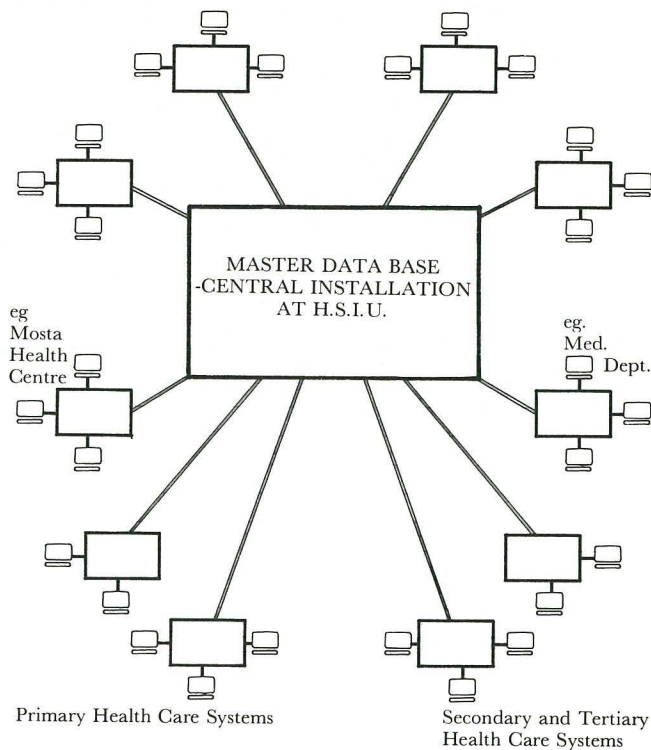 MASTER DATA BASE
-CENTRAL INSTALLATION
AT H.S.I.U.
eg
Mosta
Health
Centre
eg.
Med.
Dept.
Primary Health Care Systems
Secondary and Tertiary
Health Care Systems